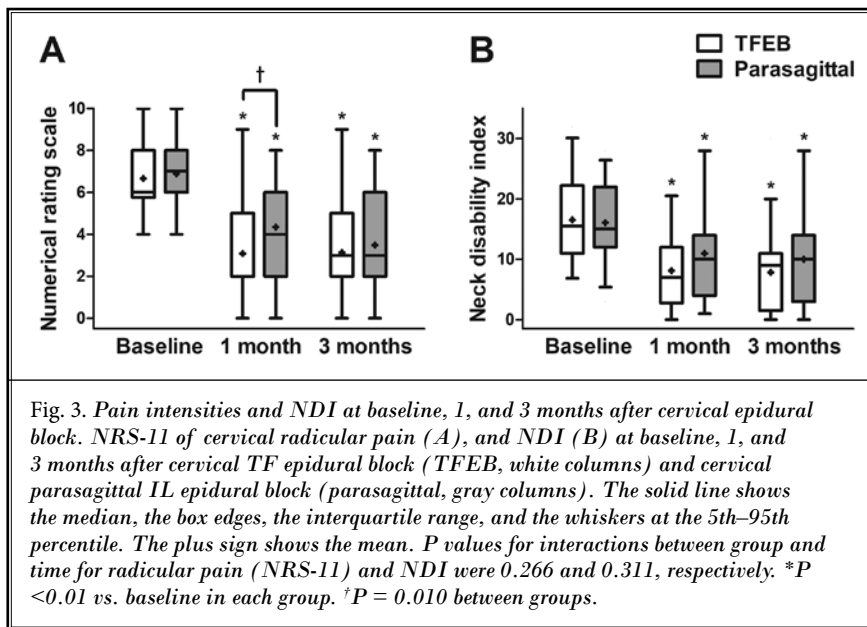 A
B
TFEB
Parasagittal
†
* * * *
* * * *
10
8
6
4
2
0
Numerical rating scale
Baseline 1 month 3 months
30
20
10
0
Neck disability index
Baseline 1 month 3 months
Fig. 3. Pain intensities and NDI at baseline, 1, and 3 months after cervical epidural
block. NRS-11 of cervical radicular pain (A), and NDI (B) at baseline, 1, and
3 months after cervical TF epidural block (TFEB, white columns) and cervical
parasagittal IL epidural block (parasagittal, gray columns). The solid line shows
the median, the box edges, the interquartile range, and the whiskers at the 5th–95th
percentile. The plus sign shows the mean. P values for interactions between group and
time for radicular pain (NRS-11) and NDI were 0.266 and 0.311, respectively. *P
<0.01 vs. baseline in each group. †P = 0.010 between groups.